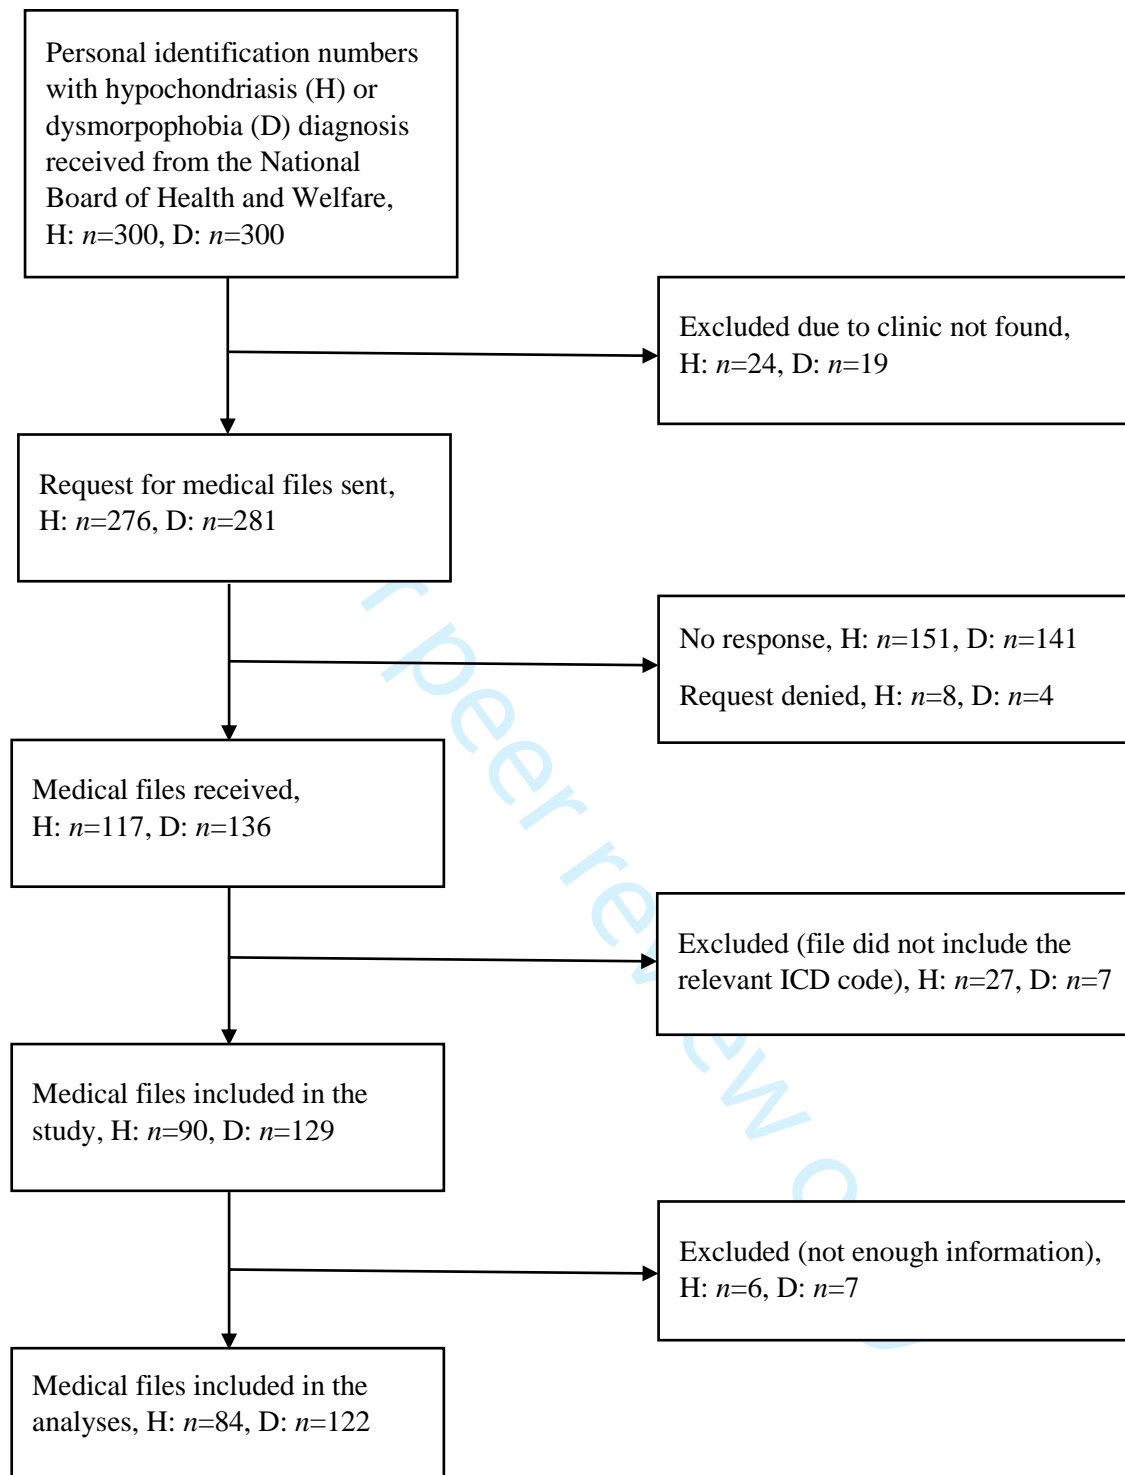 Personal identification numbers
with hypochondriasis (H) or
dysmorpophobia (D) diagnosis
received from the National
Board of Health and Welfare,
H: n=300, D: n=300
Excluded due to clinic not found,
H: n=24, D: n=19
Request for medical files sent,
H: n=276, D: n=281
No response, H: n=151, D: n=141
Request denied, H: n=8, D: n=4
Medical files received,
H: n=117, D: n=136
Excluded (file did not include the
relevant ICD code), H: n=27, D: n=7
Medical files included in the
study, H: n=90, D: n=129
Excluded (not enough information),
H: n=6, D: n=7
Medical files included in the
analyses, H: n=84, D: n=122
r peer review o